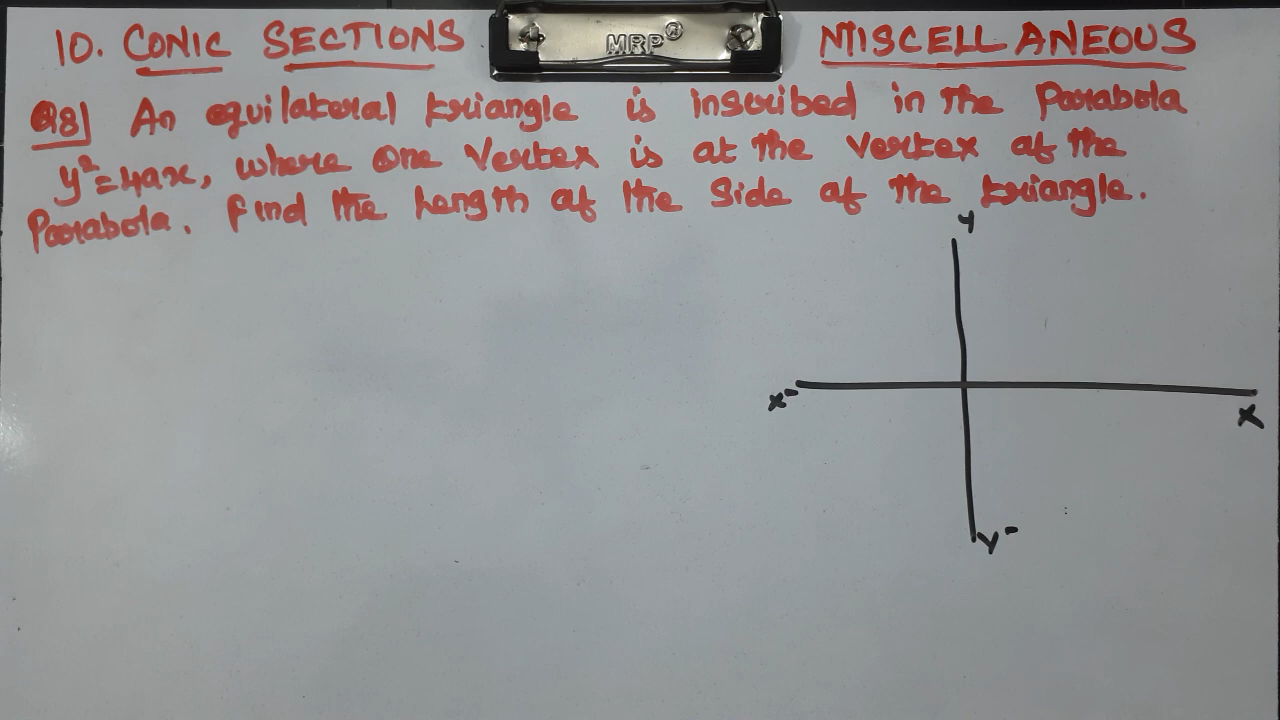 10. CONIC SECTIONS
MRP®
MISCELLANEOUS
Q8] An equilateral triangle is inscribed in the Parabola
y²=4ax, where one vertex is at the vertex of the
Parabola. Find the length of the side of the triangle.
Y
X⁻
X
Y⁻